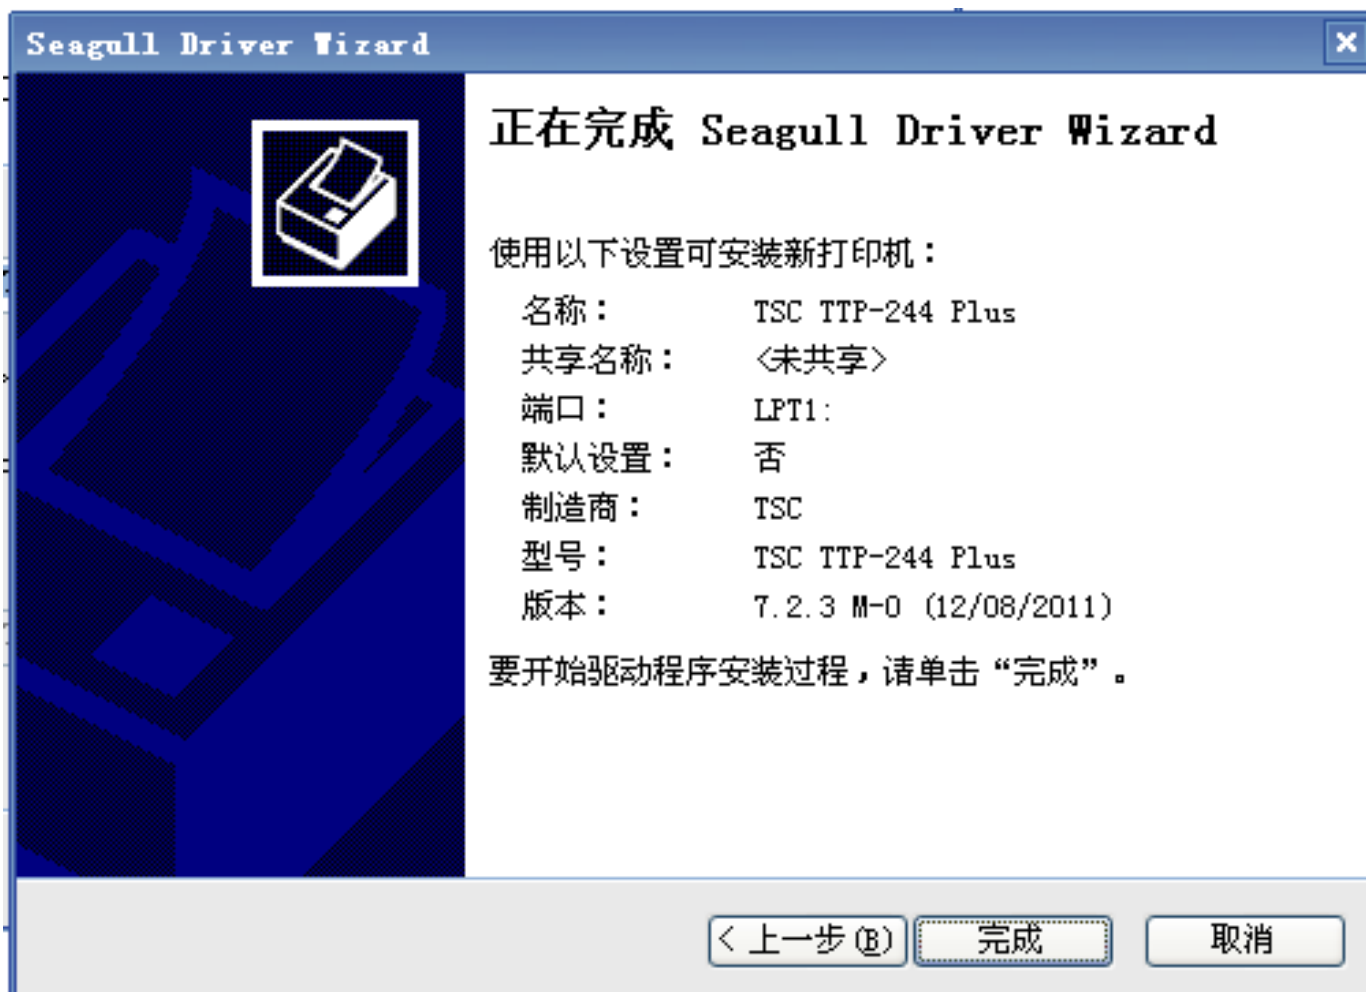 Seagull Driver Wizard
正在完成 Seagull Driver Wizard
使用以下设置可安装新打印机：
名称： TSC TTP-244 Plus
共享名称： <未共享>
端口： LPT1:
默认设置： 否
制造商： TSC
型号： TSC TTP-244 Plus
版本： 7.2.3 M-0 (12/08/2011)
要开始驱动程序安装过程，请单击“完成”。
< 上一步(B) 完成 取消